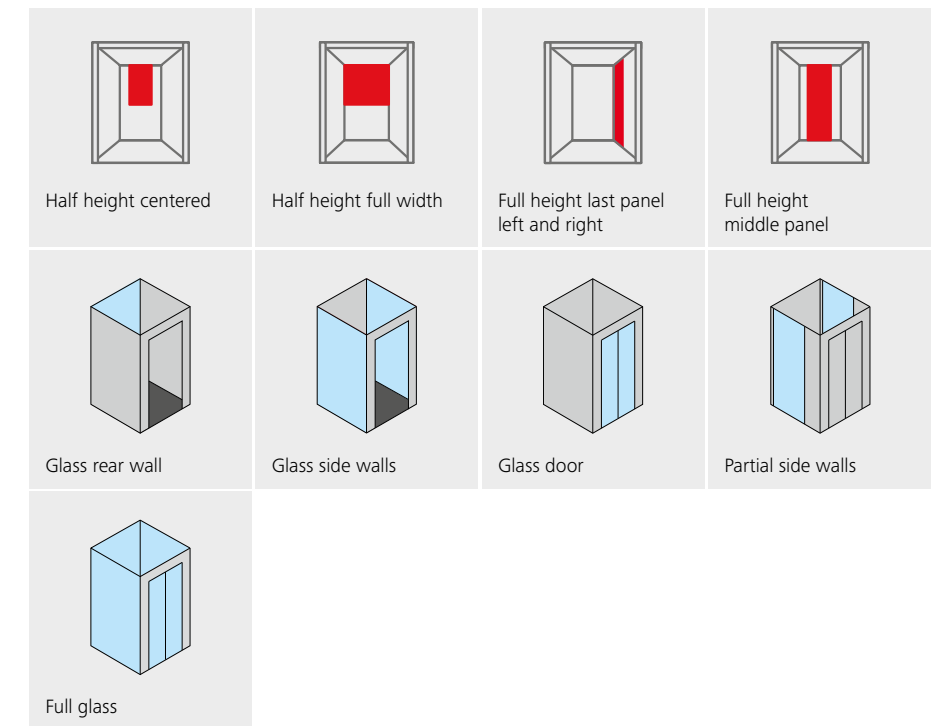 Half height centered
Half height full width
Full height last panel
left and right
Full height
middle panel
Glass rear wall
Glass side walls
Glass door
Partial side walls
Full glass